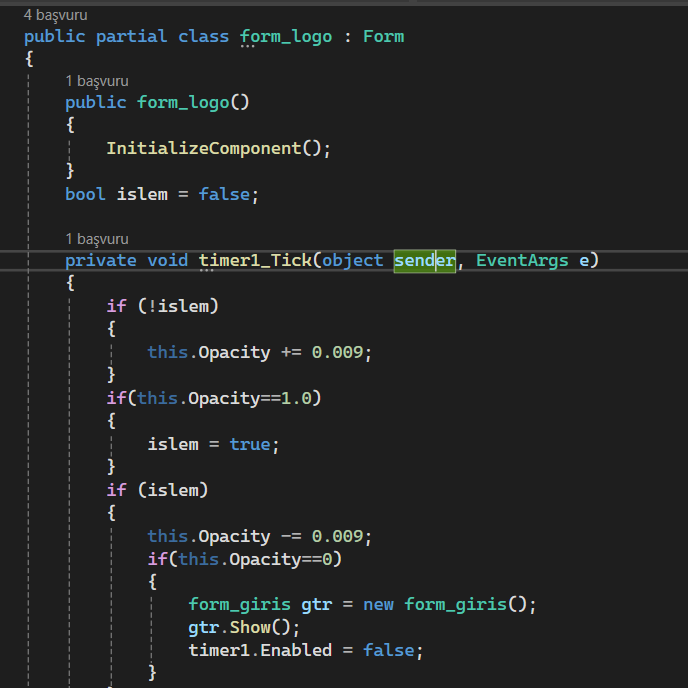 4 başvuru
public partial class form_logo : Form
{
1 başvuru
public form_logo()
{
InitializeComponent();
}
bool islem = false;
1 başvuru
private void timer1_Tick(object sender, EventArgs e)
{
if (!islem)
{
this.Opacity += 0.009;
}
if(this.Opacity==1.0)
{
islem = true;
}
if (islem)
{
this.Opacity -= 0.009;
if(this.Opacity==0)
{
form_giris gtr = new form_giris();
gtr.Show();
timer1.Enabled = false;
}